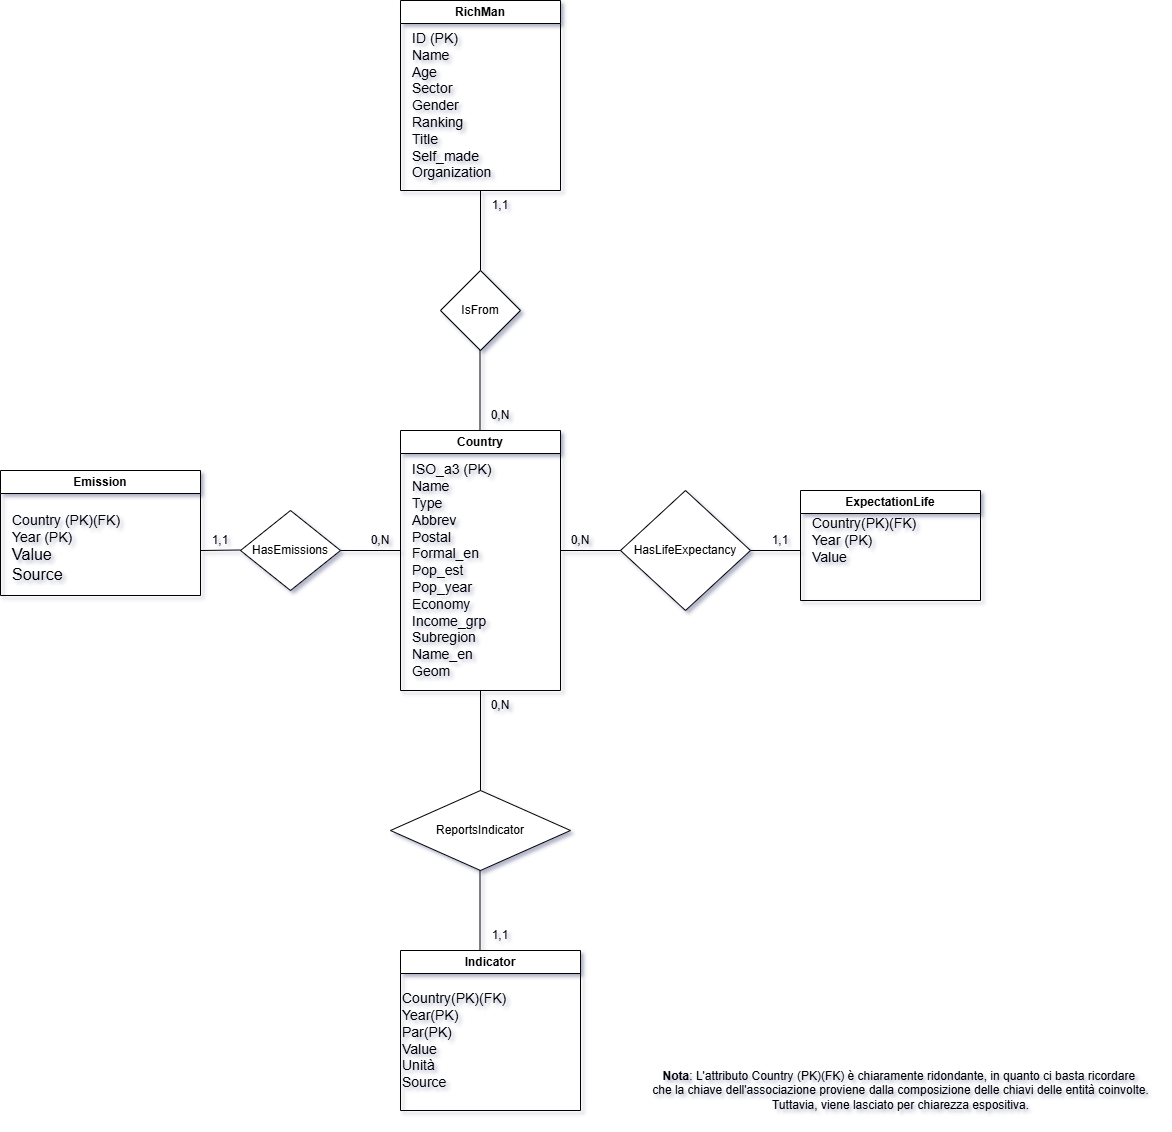 RichMan
ID (PK)
Name
Age
Sector
Gender
Ranking
Title
Self_made
Organization
1,1
IsFrom
0,N
Country
ISO_a3 (PK)
Name
Type
Abbrev
Postal
Formal_en
Pop_est
Pop_year
Economy
Income_grp
Subregion
Name_en
Geom
Emission
Country (PK)(FK)
Year (PK)
Value
Source
1,1
HasEmissions
0,N
0,N
HasLifeExpectancy
1,1
ExpectationLife
Country(PK)(FK)
Year (PK)
Value
0,N
ReportsIndicator
1,1
Indicator
Country(PK)(FK)
Year(PK)
Par(PK)
Value
Unità
Source
Nota: L'attributo Country (PK)(FK) è chiaramente ridondante, in quanto ci basta ricordare
che la chiave dell'associazione proviene dalla composizione delle chiavi delle entità coinvolte.
Tuttavia, viene lasciato per chiarezza espositiva.